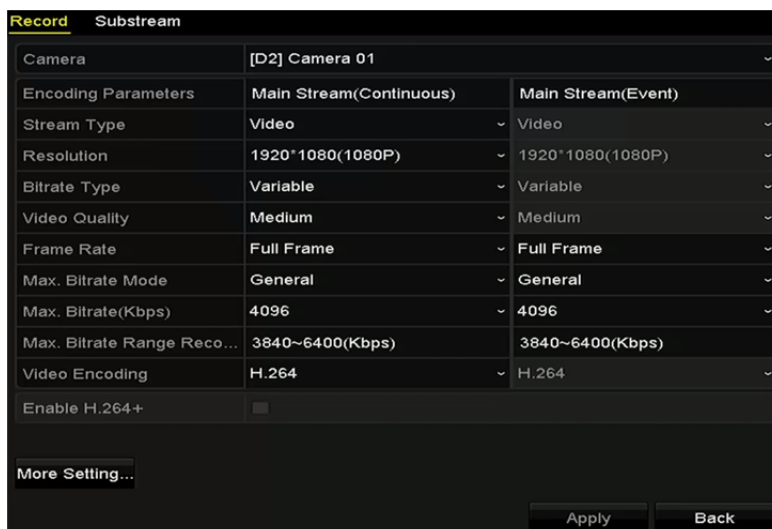 Record Substream
Camera [D2] Camera 01
Encoding Parameters Main Stream(Continuous) Main Stream(Event)
Stream Type Video Video
Resolution 1920*1080(1080P) 1920*1080(1080P)
Bitrate Type Variable Variable
Video Quality Medium Medium
Frame Rate Full Frame Full Frame
Max. Bitrate Mode General General
Max. Bitrate(Kbps) 4096 4096
Max. Bitrate Range Reco... 3840~6400(Kbps) 3840~6400(Kbps)
Video Encoding H.264 H.264
Enable H.264+
More Setting...
Apply Back